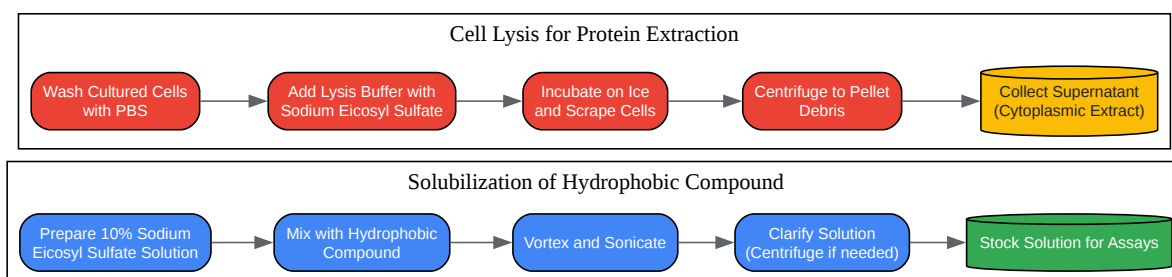 Cell Lysis for Protein Extraction
Wash Cultured Cells
with PBS
Add Lysis Buffer with
Sodium Eicosyl Sulfate
Incubate on Ice
and Scrape Cells
Centrifuge to Pellet
Debris
Collect Supernatant
(Cytoplasmic Extract)
Solubilization of Hydrophobic Compound
Prepare 10% Sodium
Eicosyl Sulfate Solution
Mix with Hydrophobic
Compound
Vortex and Sonicate
Clarify Solution
(Centrifuge if needed)
Stock Solution for Assays